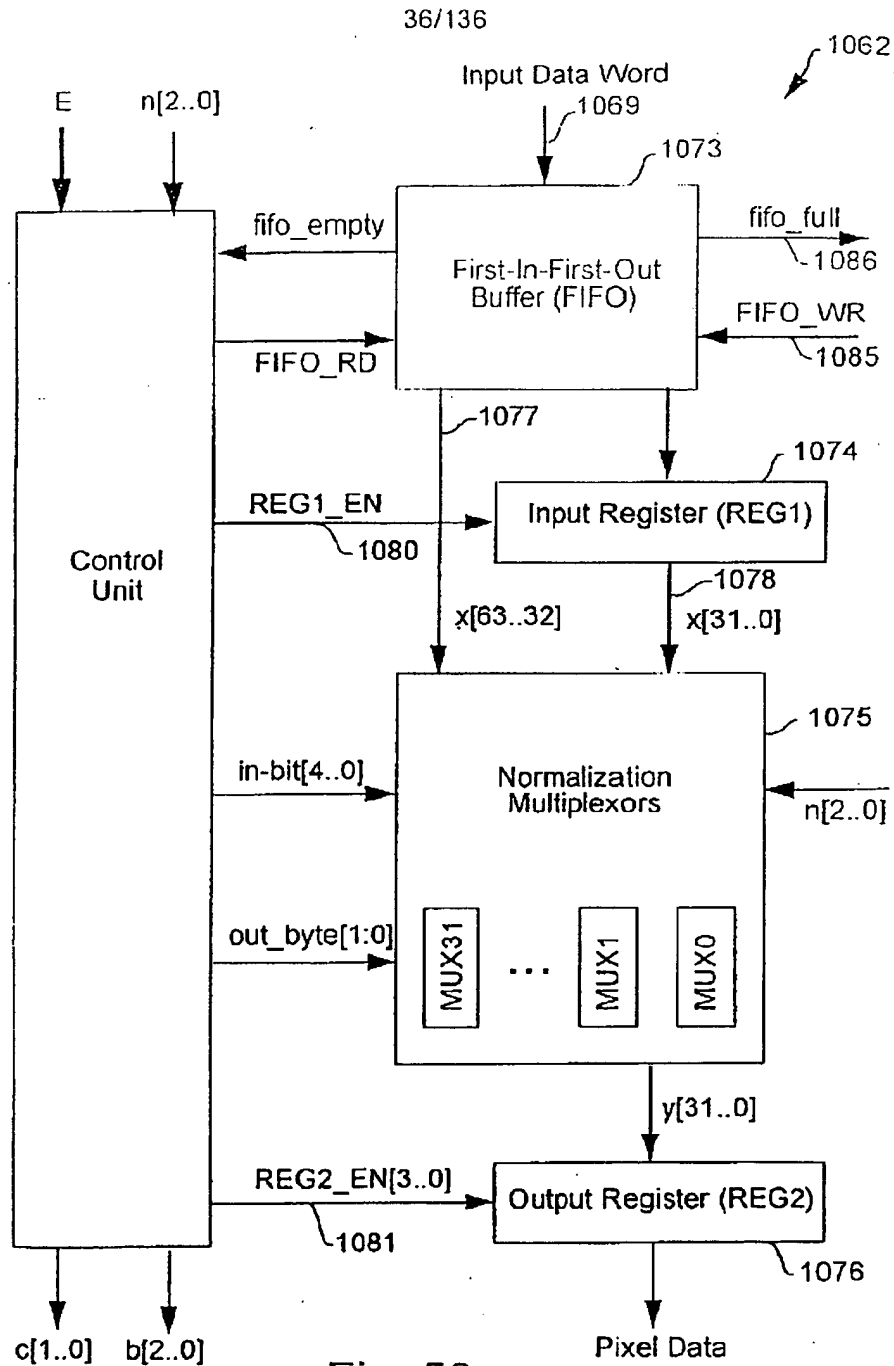 36/136
1062
Input Data Word
E
n[2..0]
1069
1073
fifo_empty
fifo_full
1086
First-In-First-Out
Buffer (FIFO)
FIFO_WR
1085
FIFO_RD
1077
1074
REG1_EN
Input Register (REG1)
1080
Control
Unit
1078
x[63..32]
x[31..0]
1075
in-bit[4..0]
Normalization
Multiplexors
n[2..0]
out_byte[1:0]
MUX31
...
MUX1
MUX0
y[31..0]
REG2_EN[3..0]
Output Register (REG2)
1081
1076
c[1..0]
b[2..0]
Pixel Data